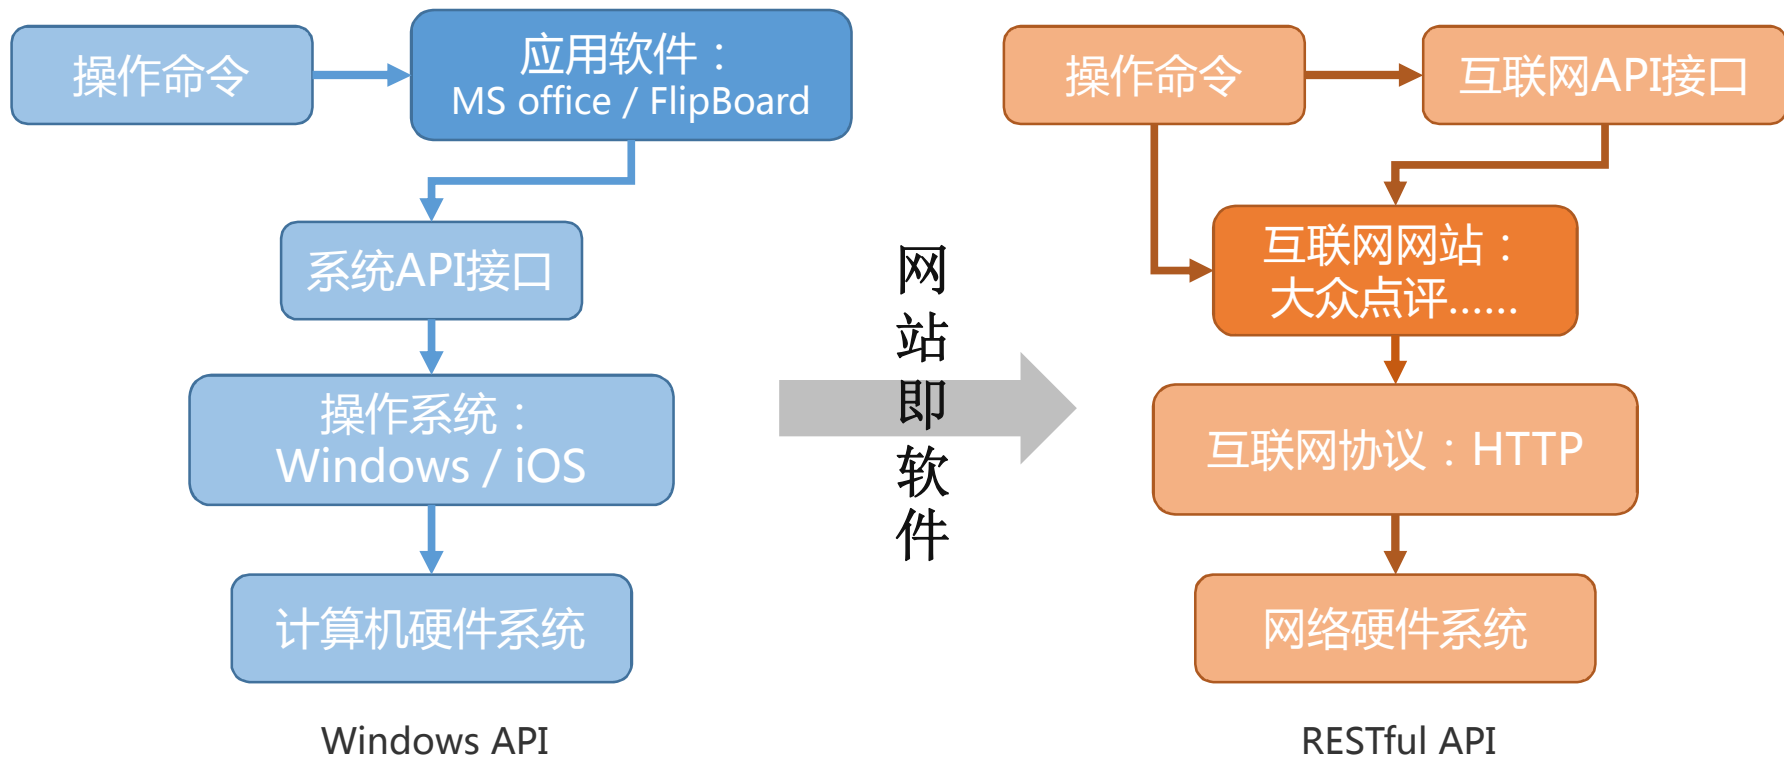 操作命令
应用软件：
MS office / FlipBoard
系统API接口
操作系统：
Windows / iOS
计算机硬件系统
Windows API
网
站
即
软
件
操作命令
互联网API接口
互联网网站：
大众点评......
互联网协议：HTTP
网络硬件系统
RESTful API